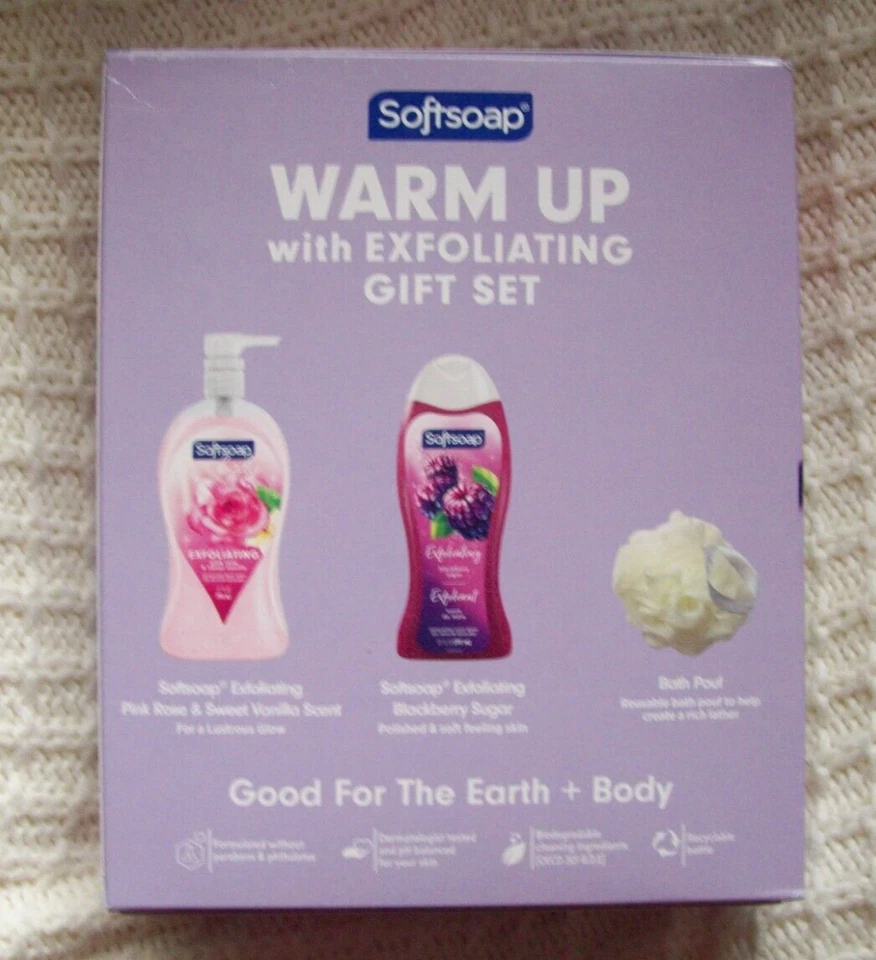 Softsoap®
WARM UP
with EXFOLIATING
GIFT SET
Softsoap
EXFOLIATING
Softsoap
Exfoliating
Softsoap® Exfoliating
Pink Rose & Sweet Vanilla Scent
For a Lustrous Glow
Softsoap® Exfoliating
Blackberry Sugar
Polished & soft feeling skin
Bath Pouf
Reusable bath pouf to help
create a rich lather
Good For The Earth + Body
Formulated without
parabens & phthalates
Dermatologist tested
and pH balanced
for your skin
Biodegradable
cleaning ingredients
Recyclable
bottle